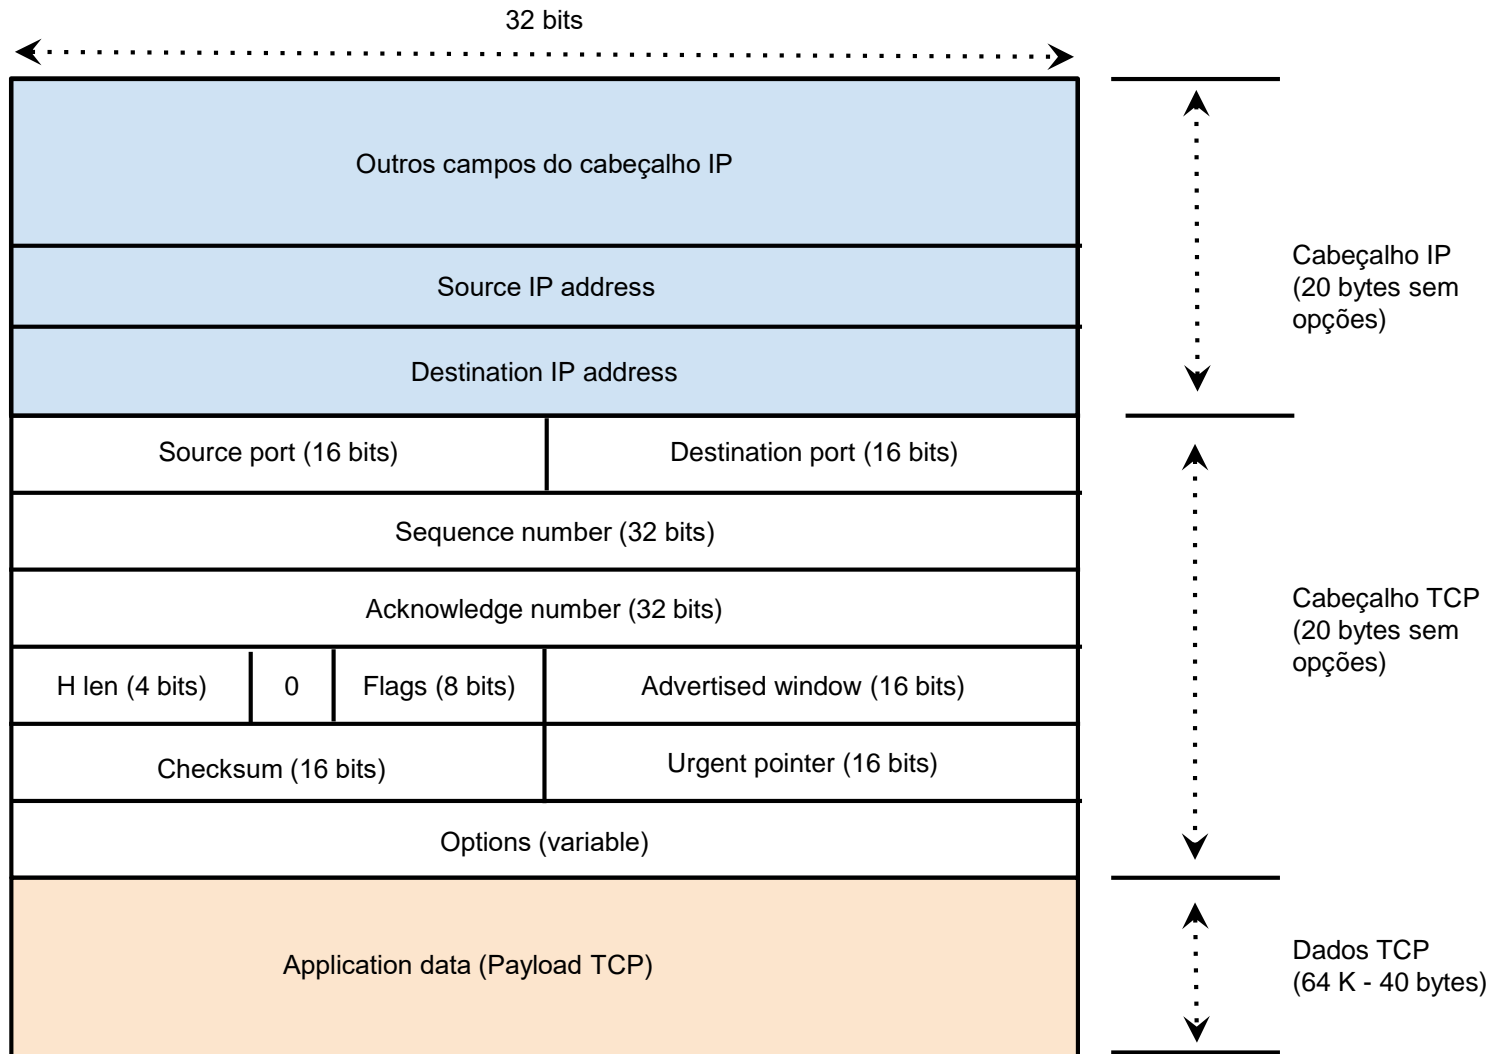 32 bits
Outros campos do cabeçalho IP
Source IP address
Destination IP address
Cabeçalho IP
(20 bytes sem
opções)
Source port (16 bits)
Destination port (16 bits)
Sequence number (32 bits)
Acknowledge number (32 bits)
H len (4 bits)
0
Flags (8 bits)
Advertised window (16 bits)
Checksum (16 bits)
Urgent pointer (16 bits)
Options (variable)
Cabeçalho TCP
(20 bytes sem
opções)
Application data (Payload TCP)
Dados TCP
(64 K - 40 bytes)